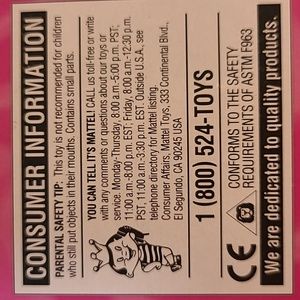 CONSUMER INFORMATION
PARENTAL SAFETY TIP: This toy is not recommended for children
who still put objects in their mouths. Contains small parts.
YOU CAN TELL IT'S MATTEL! CALL us toll-free or write
with any comments or questions about our toys or
service. Monday-Thursday, 8:00 a.m.-5:00 p.m. PST;
11:00 a.m.-8:00 p.m. EST. Friday, 8:00 a.m.-12:30 p.m.
PST; 11:00 a.m.-3:30 p.m. EST. Outside U.S.A., see
telephone directory for Mattel listing.
Consumer Affairs, Mattel Toys, 333 Continental Blvd.,
El Segundo, CA 90245 USA
1 (800) 524-TOYS
CE
CONFORMS TO THE SAFETY
REQUIREMENTS OF ASTM F963
We are dedicated to quality products.